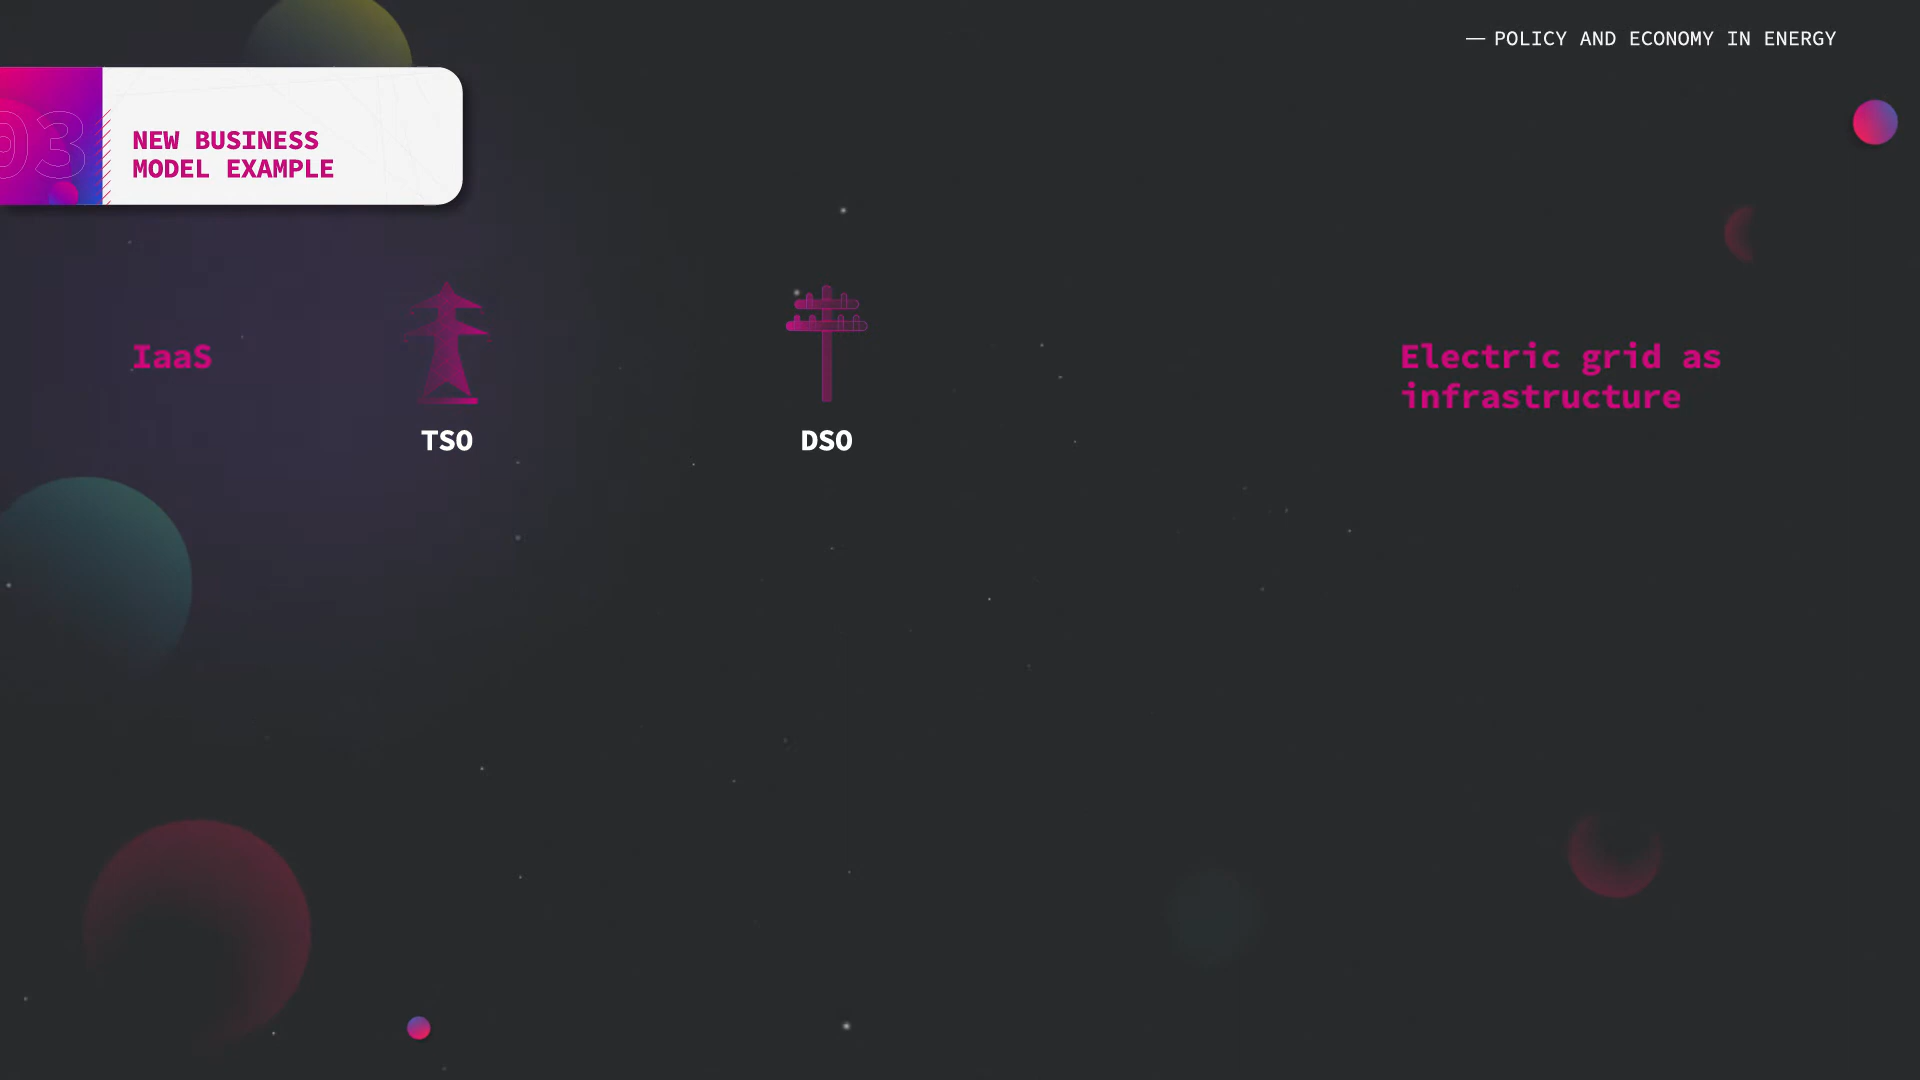 — POLICY AND ECONOMY IN ENERGY
03
NEW BUSINESS
MODEL EXAMPLE
IaaS
TSO
DSO
Electric grid as
infrastructure